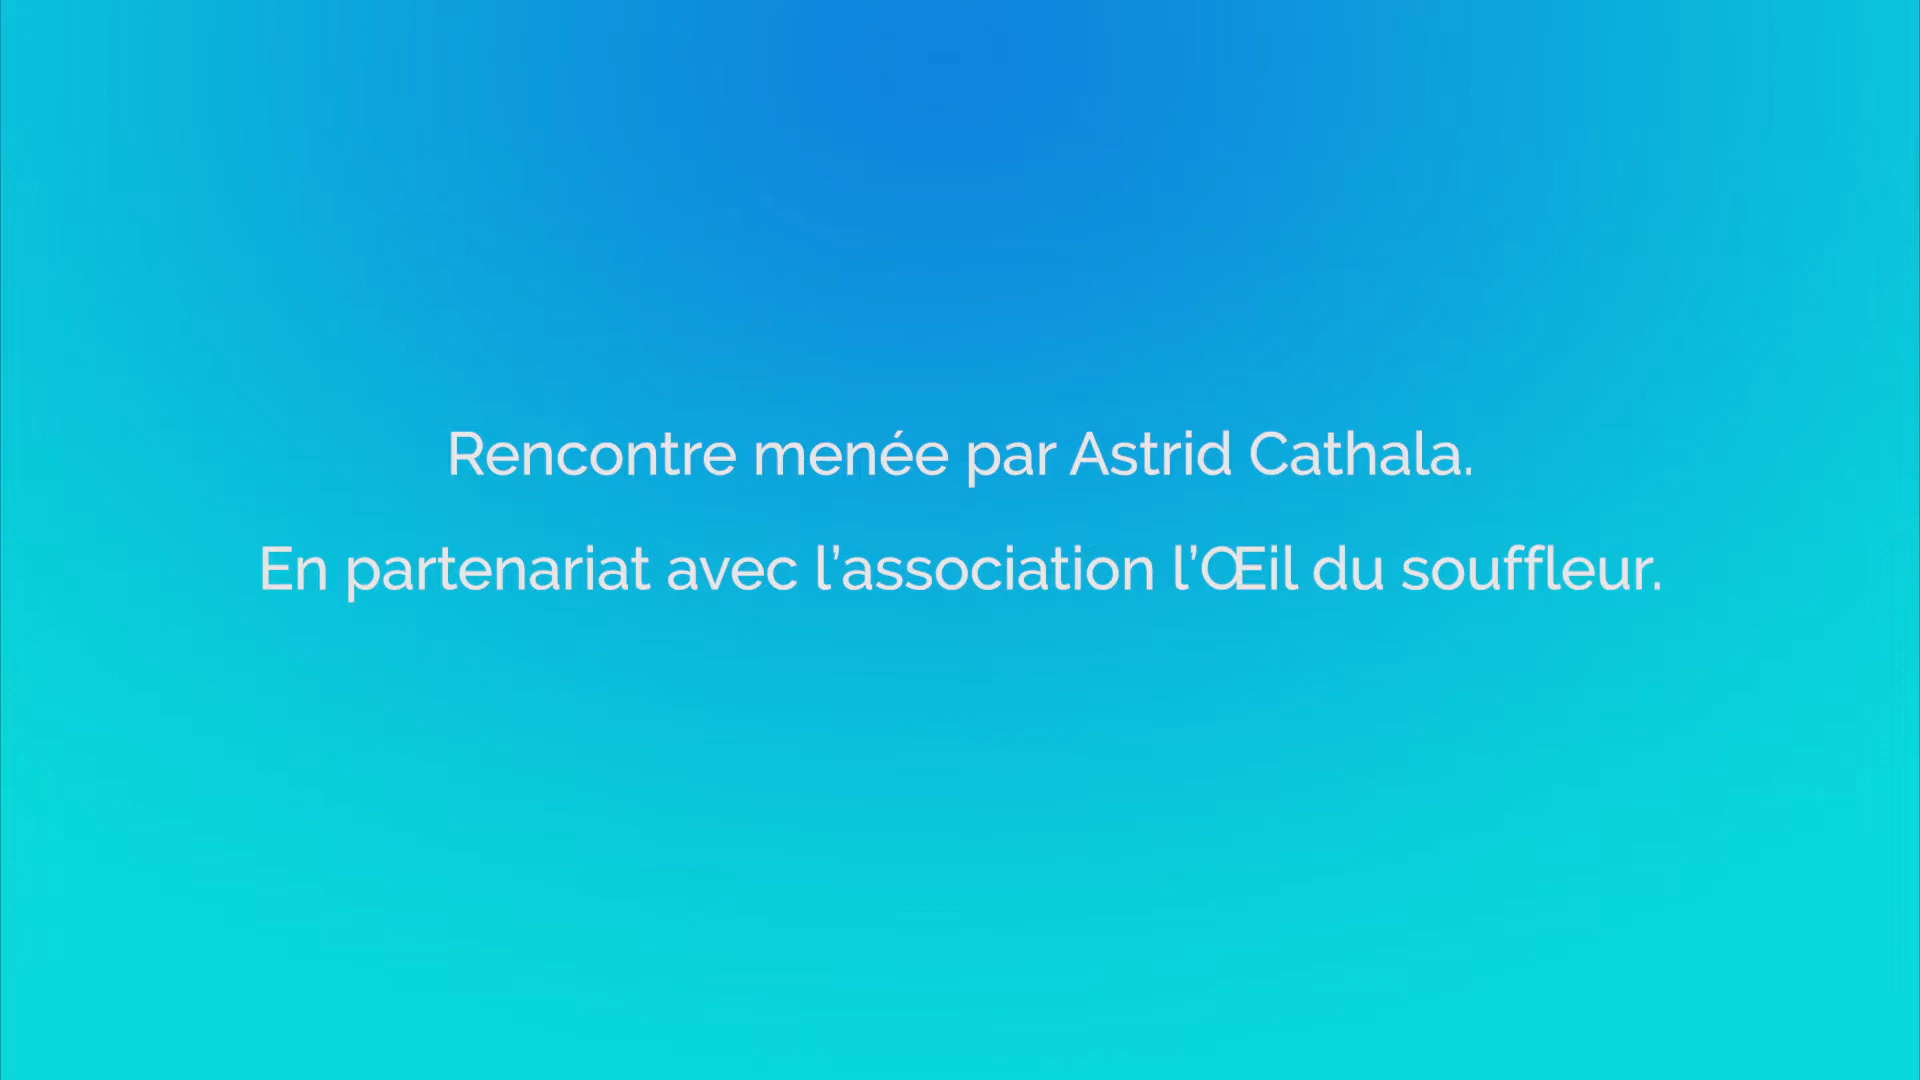 Rencontre menée par Astrid Cathala.
En partenariat avec l’association l’Œil du souffleur.